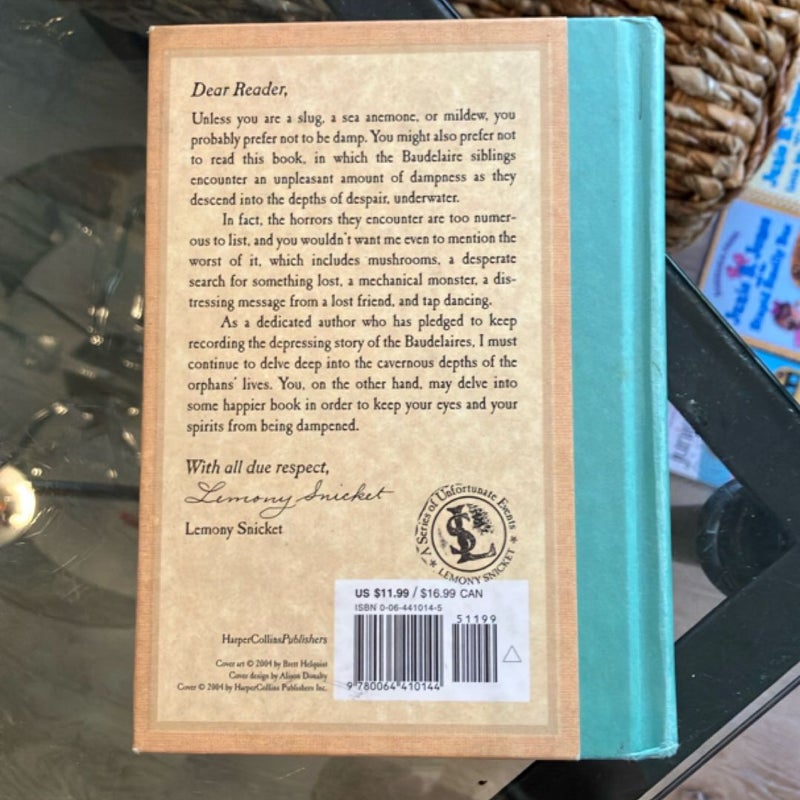 Dear Reader,
Unless you are a slug, a sea anemone, or mildew, you
probably prefer not to be damp. You might also prefer not
to read this book, in which the Baudelaire siblings
encounter an unpleasant amount of dampness as they
descend into the depths of despair, underwater.
In fact, the horrors they encounter are too numer-
ous to list, and you wouldn't want me even to mention the
worst of it, which includes mushrooms, a desperate
search for something lost, a mechanical monster, a dis-
tressing message from a lost friend, and tap dancing.
As a dedicated author who has pledged to keep
recording the depressing story of the Baudelaires, I must
continue to delve deep into the cavernous depths of the
orphans' lives. You, on the other hand, may delve into
some happier book in order to keep your eyes and your
spirits from being dampened.
With all due respect,
Lemony Snicket
Lemony Snicket
A Series of Unfortunate Events
LEMONY SNICKET
US $11.99 / $16.99 CAN
ISBN 0-06-441014-5
51199
9 780064 410144
HarperCollinsPublishers
Cover art © 2004 by Brett Helquist
Cover design by Alison Donalty
Cover © 2004 by HarperCollins Publishers Inc.
Junie B. Jones